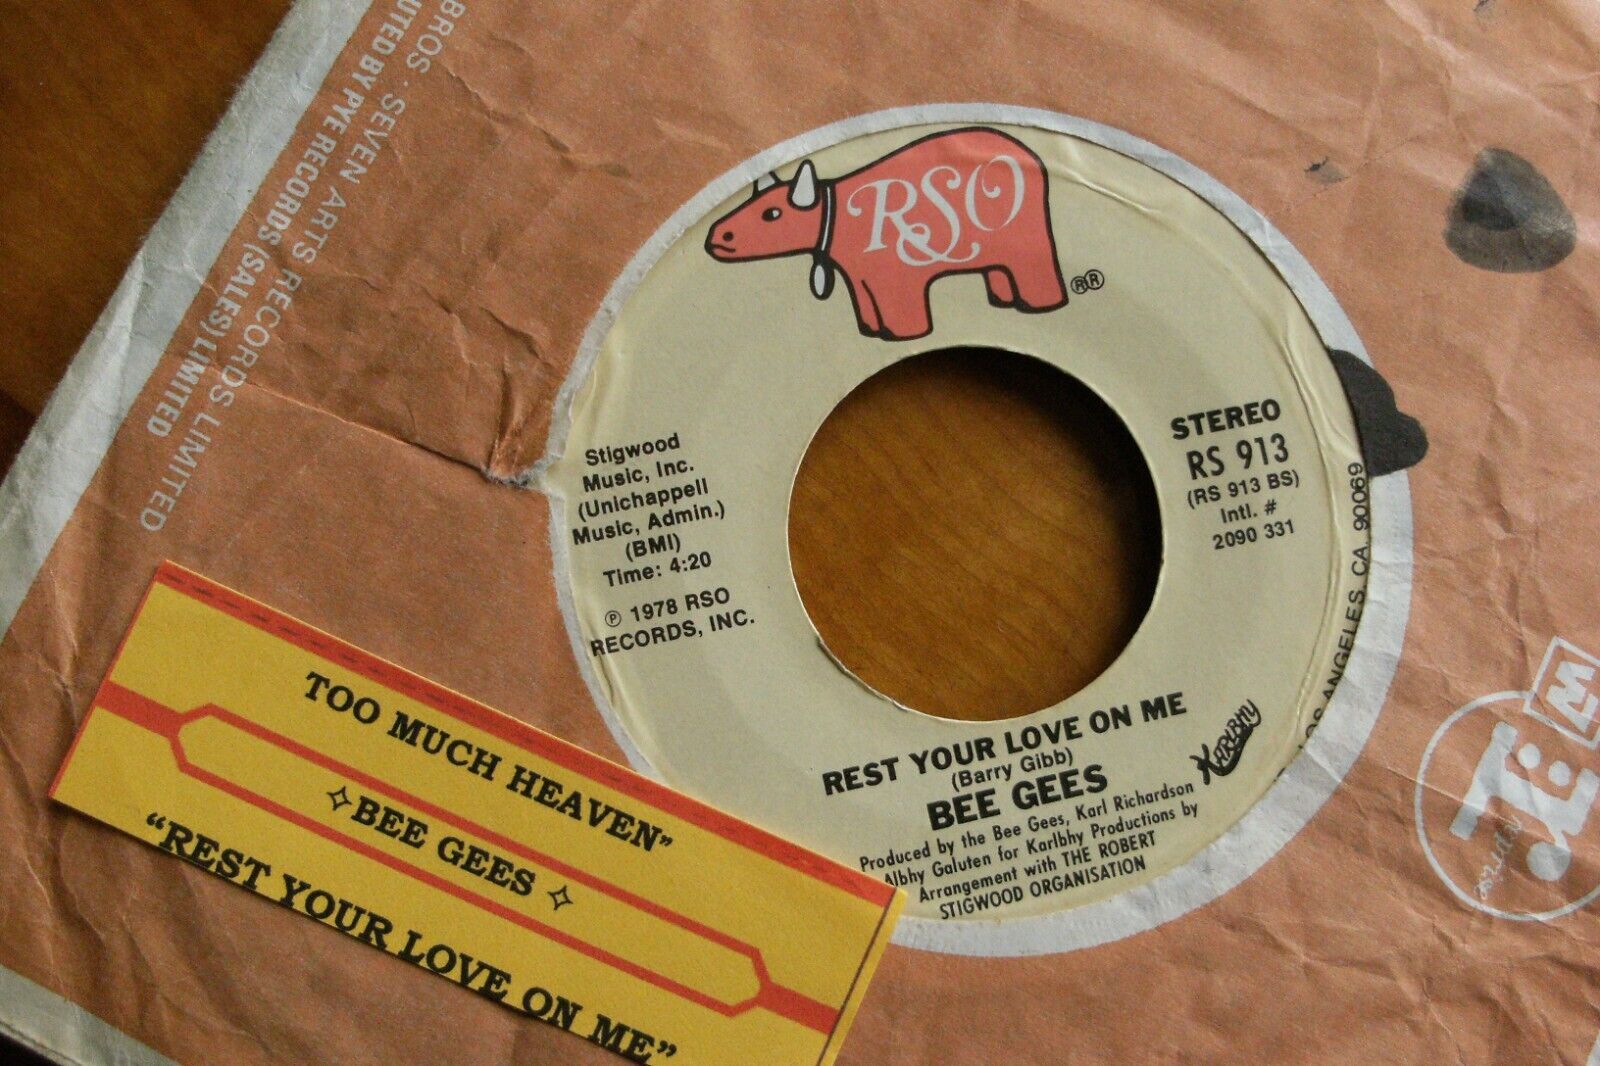 BROS · SEVEN ARTS RECORDS LIMITED
UTED BY PYE RECORDS (SALES) LIMITED
RSO
®®
Stigwood
Music, Inc.
(Unichappell
Music, Admin.)
(BMI)
Time: 4:20
℗ 1978 RSO
RECORDS, INC.
STEREO
RS 913
(RS 913 BS)
Intl. #
2090 331
LOS ANGELES, CA. 90069
REST YOUR LOVE ON ME
(Barry Gibb)
BEE GEES
Produced by the Bee Gees, Karl Richardson
Albhy Galuten for Karlbhy Productions by
Arrangement with THE ROBERT
STIGWOOD ORGANISATION
KARLBHY
TOO MUCH HEAVEN"
BEE GEES
"REST YOUR LOVE ON ME"